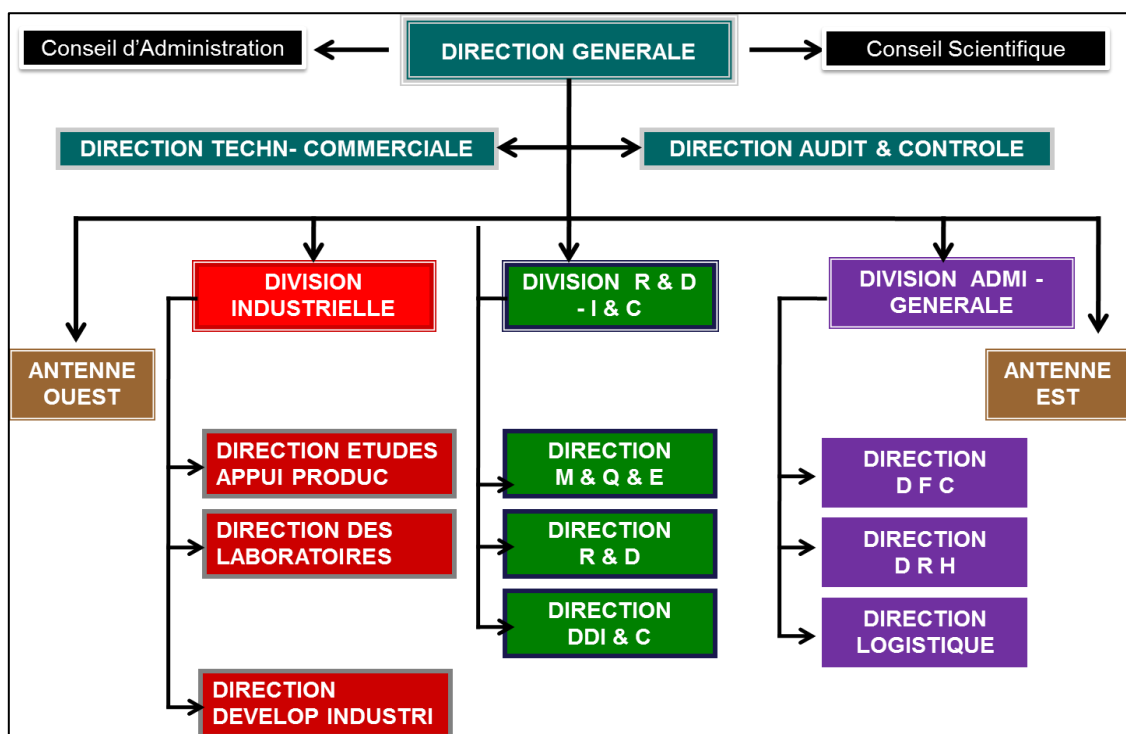 Conseil d’Administration
DIRECTION GENERALE
Conseil Scientifique
DIRECTION TECHN- COMMERCIALE
DIRECTION AUDIT & CONTROLE
DIVISION
INDUSTRIELLE
DIVISION R & D
- I & C
DIVISION ADMI -
GENERALE
ANTENNE
OUEST
ANTENNE
EST
DIRECTION ETUDES
APPUI PRODUC
DIRECTION
M & Q & E
DIRECTION
D F C
DIRECTION DES
LABORATOIRES
DIRECTION
R & D
DIRECTION
D R H
DIRECTION
DDI & C
DIRECTION
LOGISTIQUE
DIRECTION
DEVELOP INDUSTRI